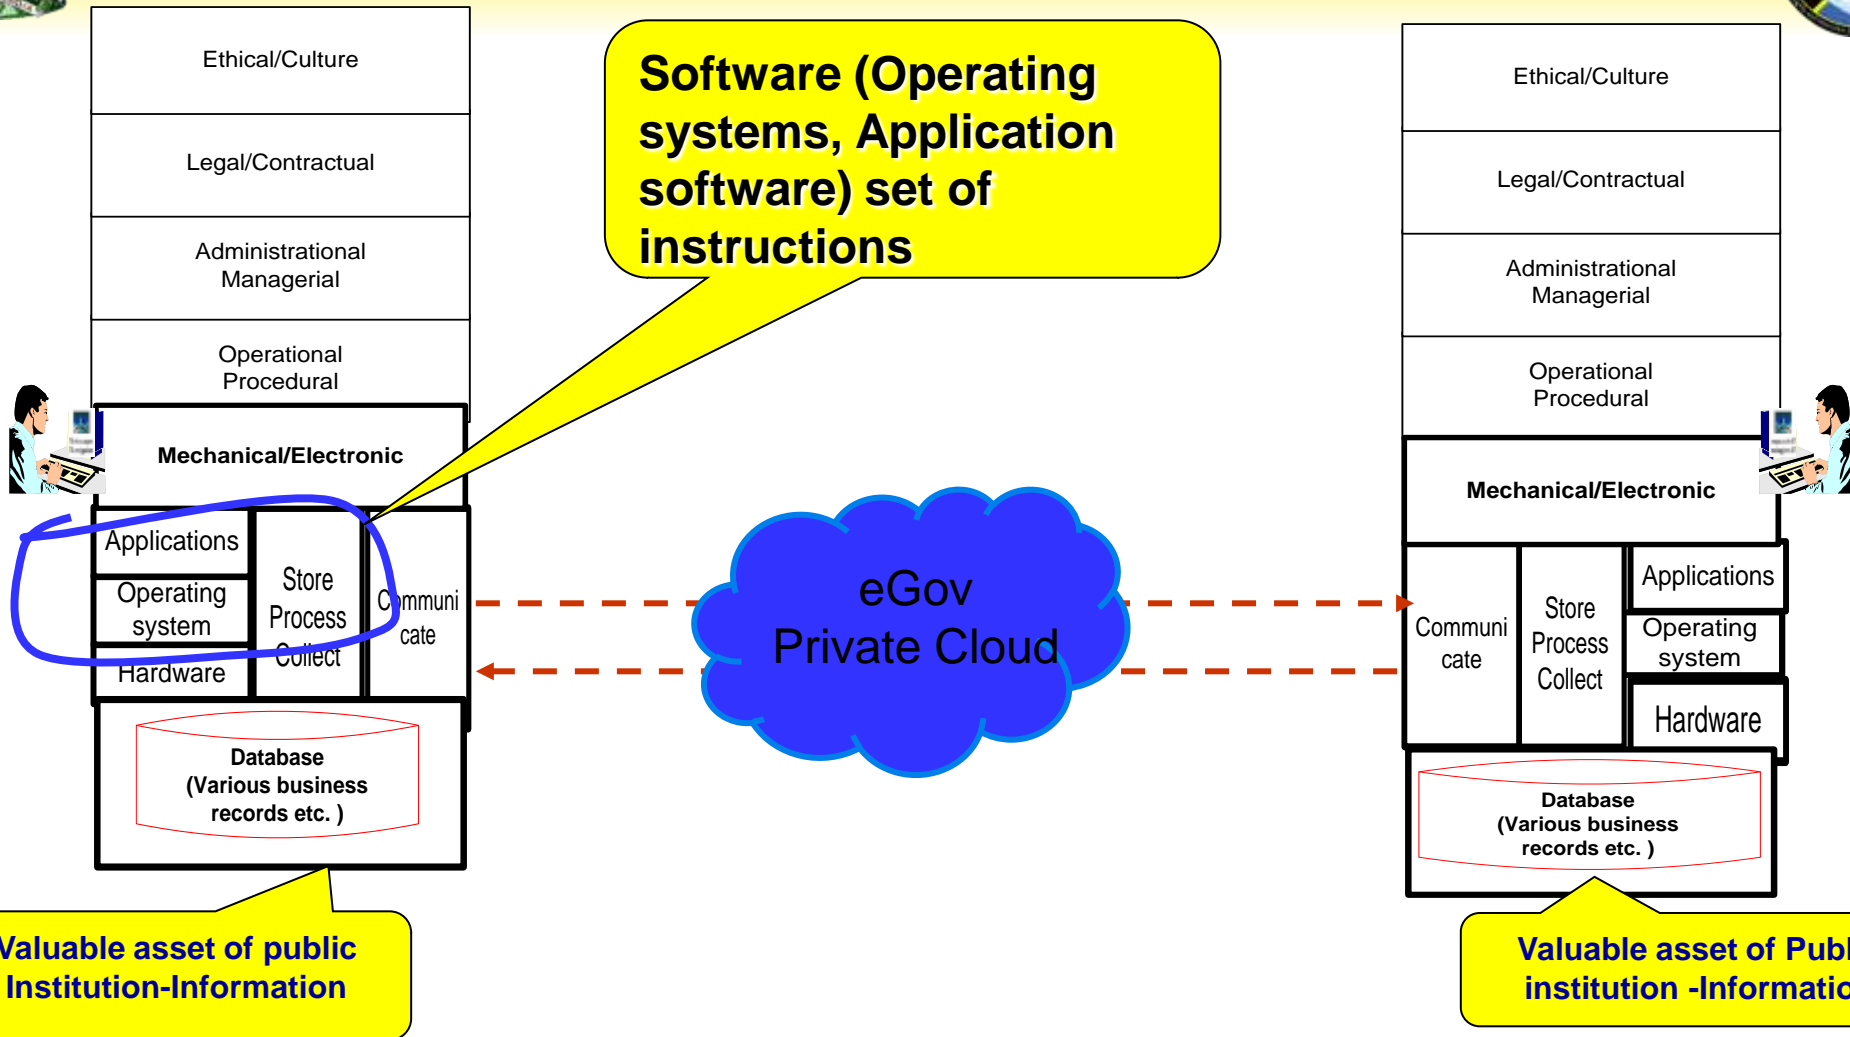 Ethical/Culture
Legal/Contractual
Administrational
Managerial
Operational
Procedural
Mechanical/Electronic
Applications
Operating
system
Hardware
Store
Process
Collect
Communi
cate
Database
(Various business
records etc. )
Valuable asset of public
Institution-Information
Software (Operating
systems, Application
software) set of
instructions
eGov
Private Cloud
Ethical/Culture
Legal/Contractual
Administrational
Managerial
Operational
Procedural
Mechanical/Electronic
Communi
cate
Store
Process
Collect
Applications
Operating
system
Hardware
Database
(Various business
records etc. )
Valuable asset of Publ
institution -Informatio